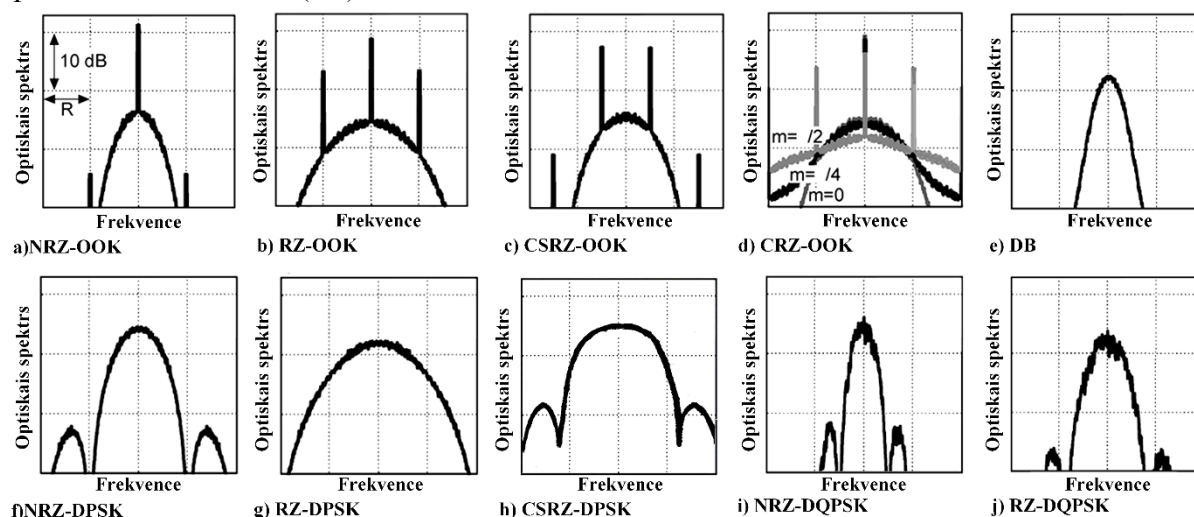 Optiskais spektrs
10 dB
R
Frekvence
a)NRZ-OOK
Optiskais spektrs
Frekvence
b) RZ-OOK
Optiskais spektrs
Frekvence
c) CSRZ-OOK
Optiskais spektrs
m= /2
m= /4
m=0
Frekvence
d) CRZ-OOK
Optiskais spektrs
Frekvence
e) DB
Optiskais spektrs
Frekvence
f)NRZ-DPSK
Optiskais spektrs
Frekvence
g) RZ-DPSK
Optiskais spektrs
Frekvence
h) CSRZ-DPSK
Optiskais spektrs
Frekvence
i) NRZ-DQPSK
Optiskais spektrs
Frekvence
j) RZ-DQPSK